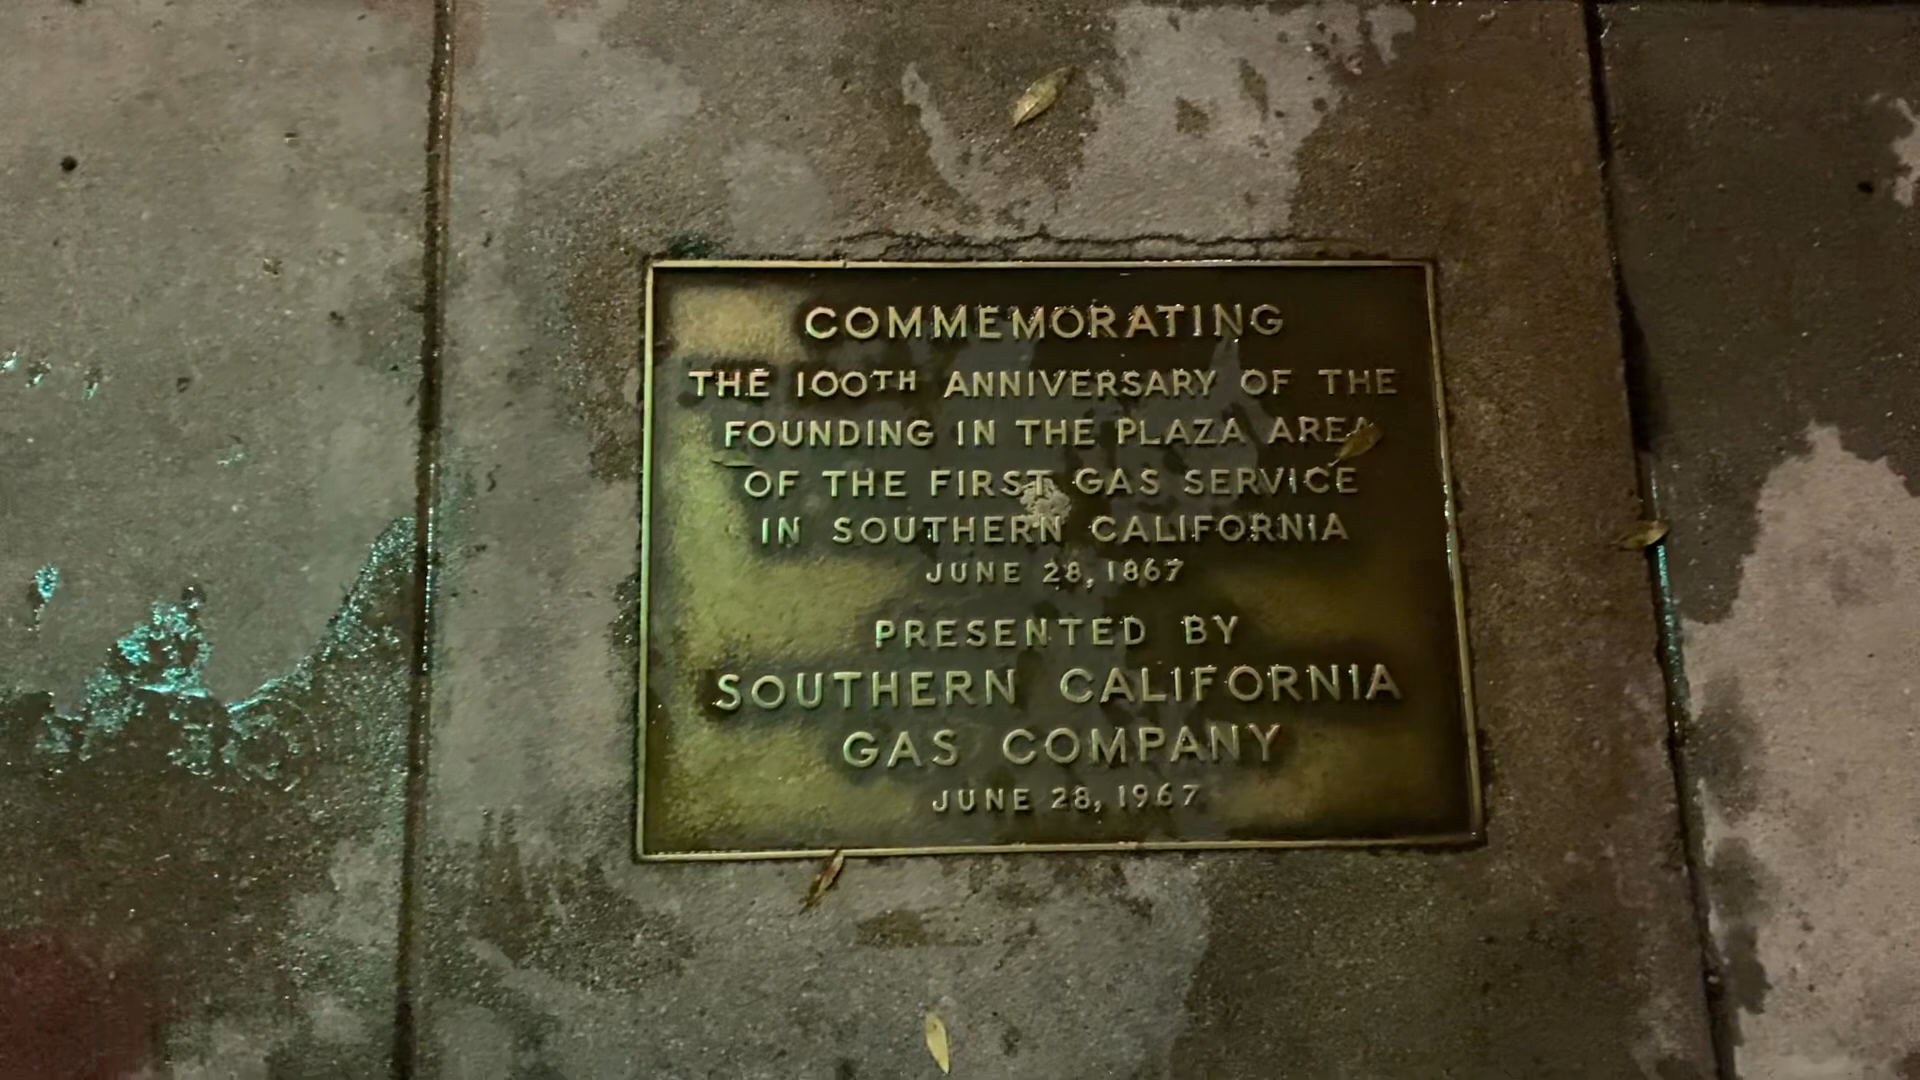 COMMEMORATING
THE 100TH ANNIVERSARY OF THE
FOUNDING IN THE PLAZA AREA
OF THE FIRST GAS SERVICE
IN SOUTHERN CALIFORNIA
JUNE 28, 1867
PRESENTED BY
SOUTHERN CALIFORNIA
GAS COMPANY
JUNE 28, 1967